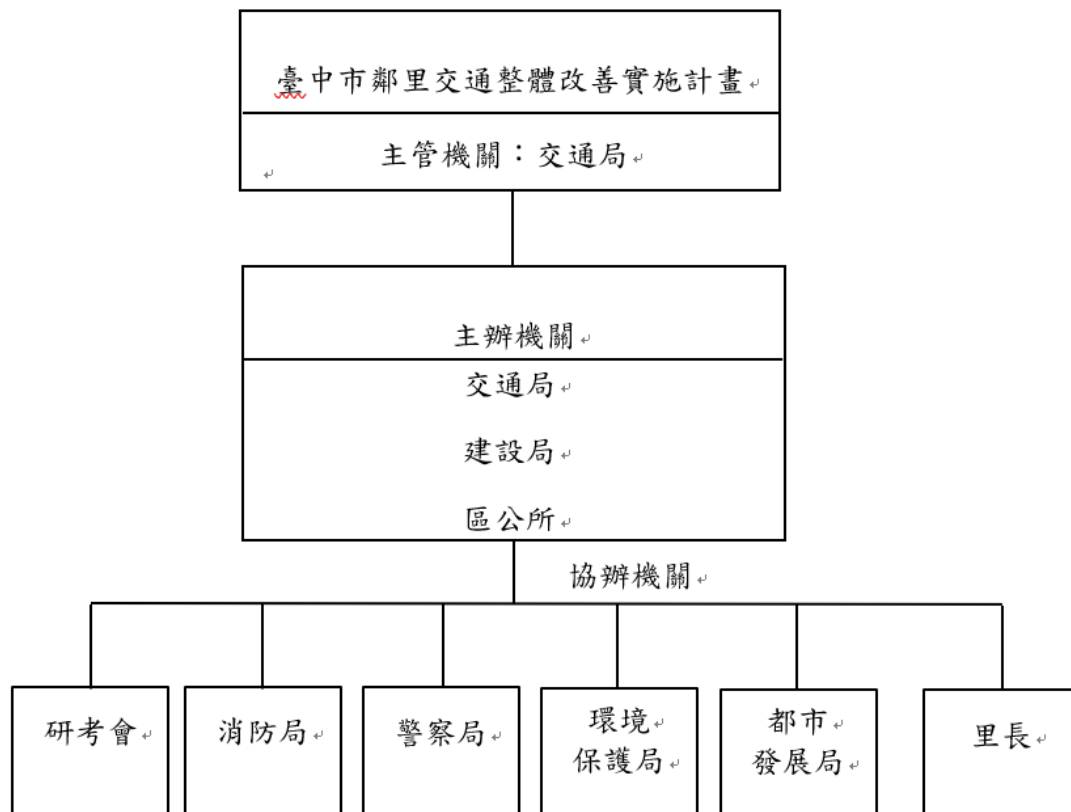 臺中市鄰里交通整體改善實施計畫
主管機關：交通局
主辦機關
交通局
建設局
區公所
協辦機關
研考會
消防局
警察局
環境
保護局
都市
發展局
里長